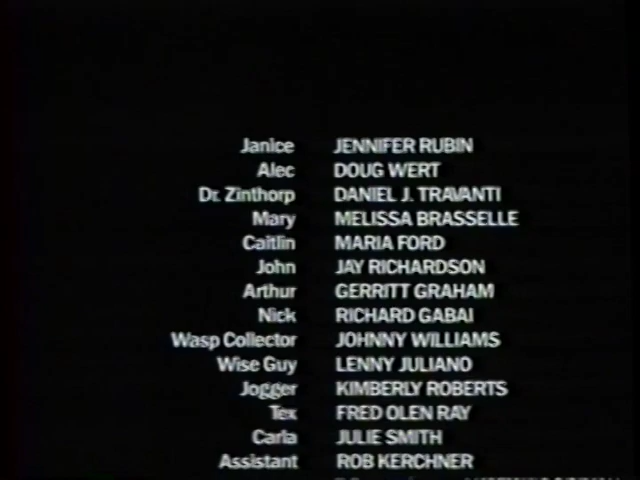 Janice JENNIFER RUBIN
Alec DOUG WERT
Dr. Zinthorp DANIEL J. TRAVANTI
Mary MELISSA BRASSELLE
Caitlin MARIA FORD
John JAY RICHARDSON
Arthur GERRITT GRAHAM
Nick RICHARD GABAI
Wasp Collector JOHNNY WILLIAMS
Wise Guy LENNY JULIANO
Jogger KIMBERLY ROBERTS
Tex FRED OLEN RAY
Carla JULIE SMITH
Assistant ROB KERCHNER